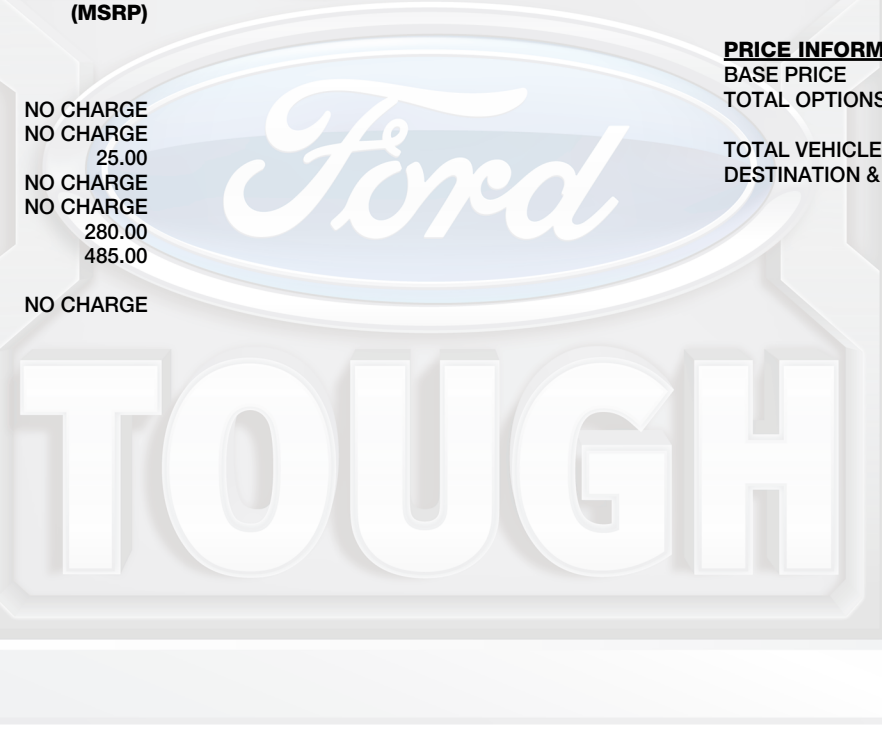 (MSRP)
NO CHARGE
NO CHARGE
25.00
NO CHARGE
NO CHARGE
280.00
485.00
NO CHARGE
PRICE INFORM
BASE PRICE
TOTAL OPTIONS
TOTAL VEHICLE
DESTINATION &
Ford
TOUGH